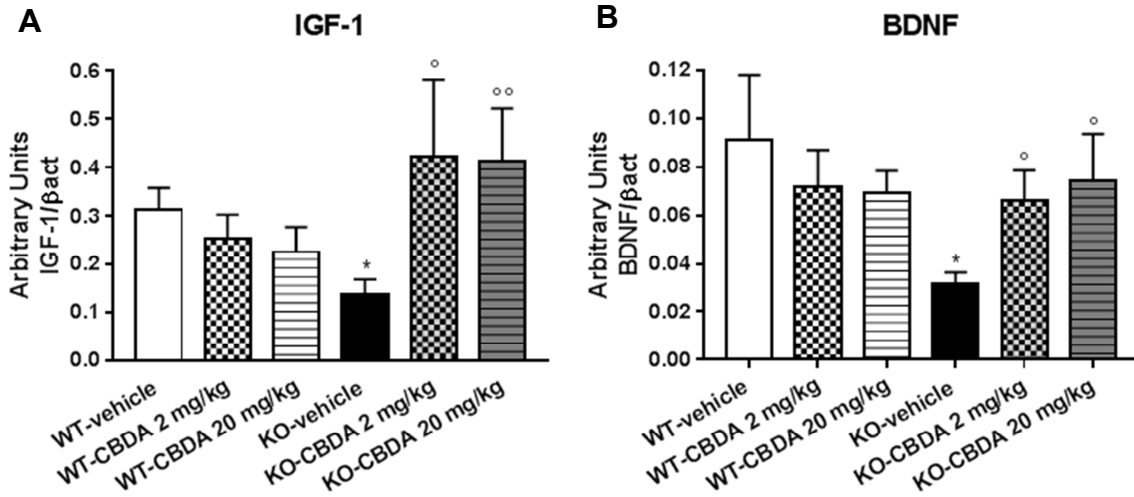 A
IGF-1
Arbitrary Units
IGF-1/βact
0.6
0.5
0.4
0.3
0.2
0.1
0.0
*
°
°°
WT-vehicle
WT-CBDA 2 mg/kg
WT-CBDA 20 mg/kg
KO-vehicle
KO-CBDA 2 mg/kg
KO-CBDA 20 mg/kg
B
BDNF
Arbitrary Units
BDNF/βact
0.12
0.10
0.08
0.06
0.04
0.02
0.00
*
°
°
WT-vehicle
WT-CBDA 2 mg/kg
WT-CBDA 20 mg/kg
KO-vehicle
KO-CBDA 2 mg/kg
KO-CBDA 20 mg/kg